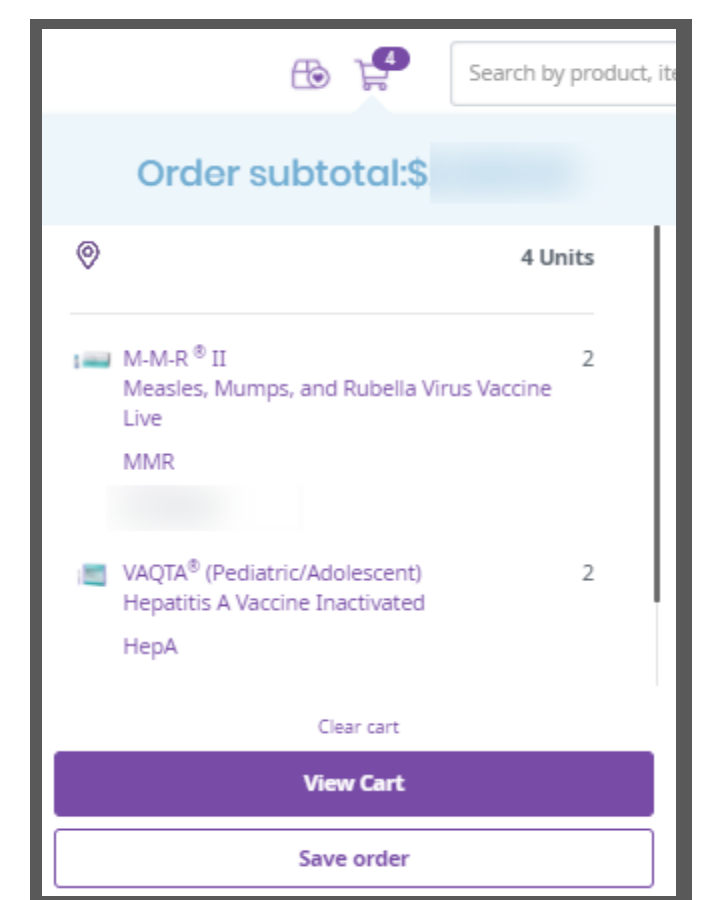 4
Search by product, ite
Order subtotal:$
4 Units
M-M-R ® II 2
Measles, Mumps, and Rubella Virus Vaccine
Live
MMR
VAQTA® (Pediatric/Adolescent) 2
Hepatitis A Vaccine Inactivated
HepA
Clear cart
View Cart
Save order